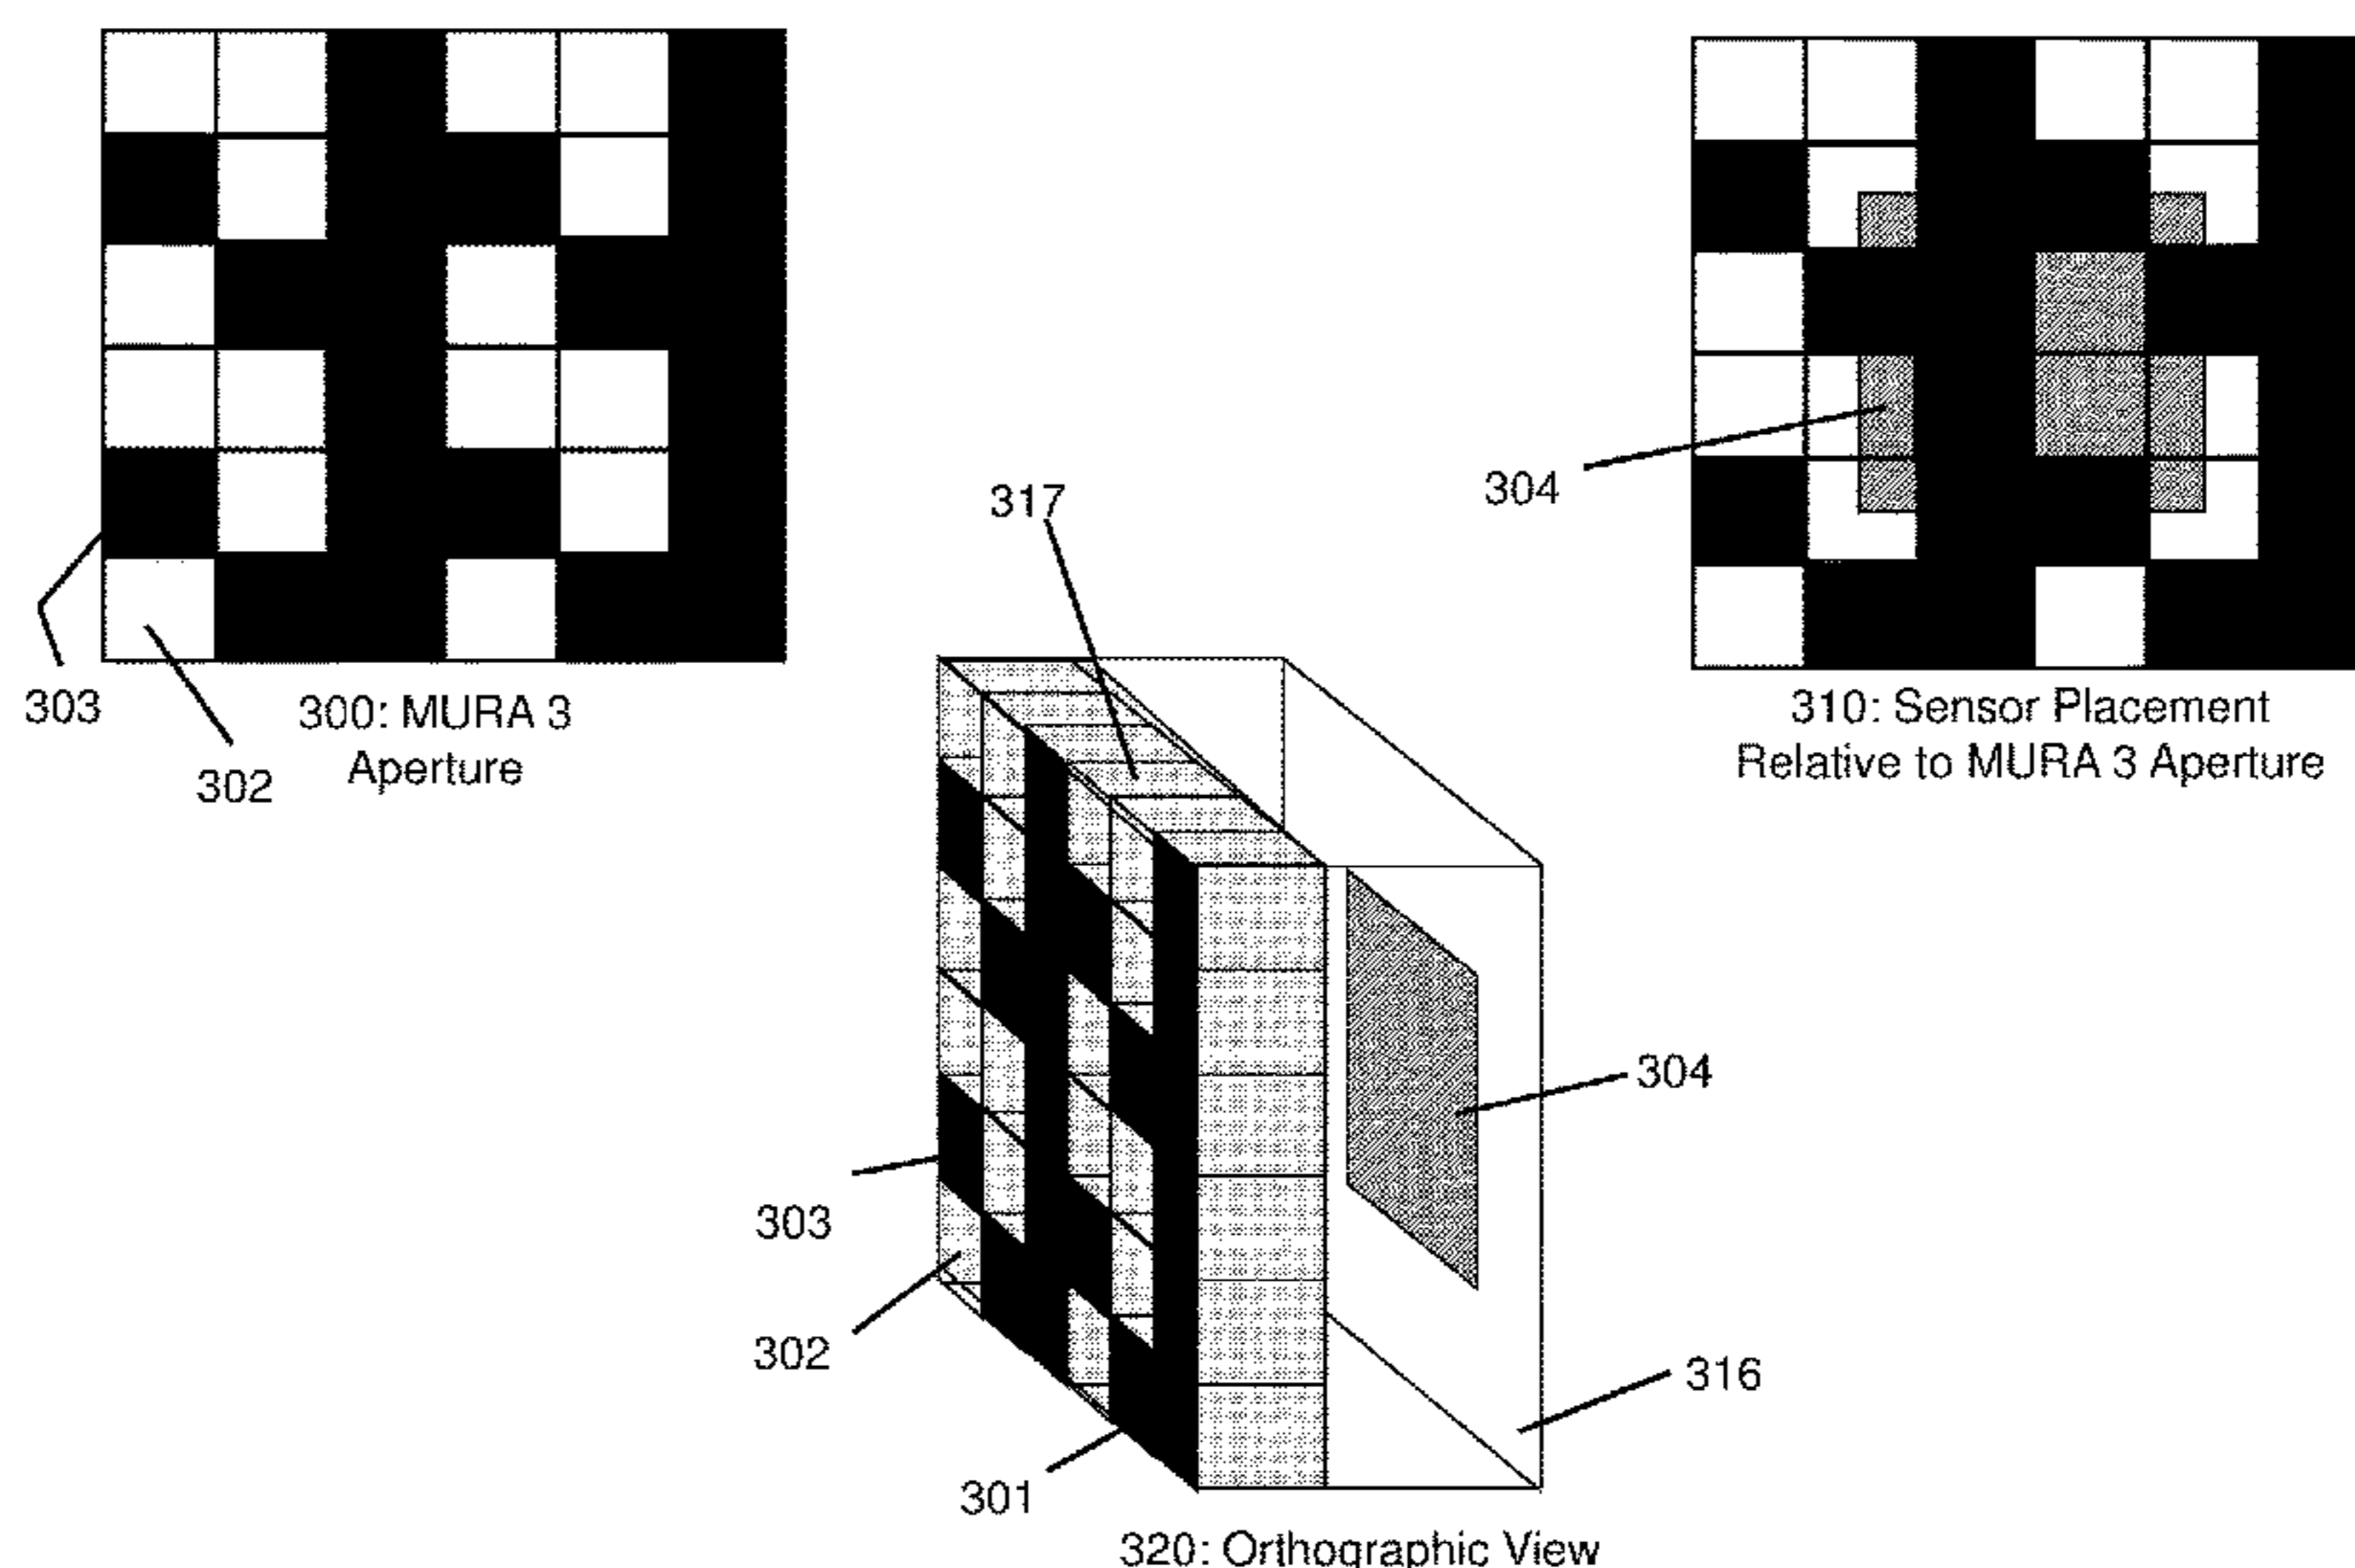 303
302
300: MURA 3
Aperture
317
304
310: Sensor Placement
Relative to MURA 3 Aperture
304
303
302
316
301
320: Orthographic View